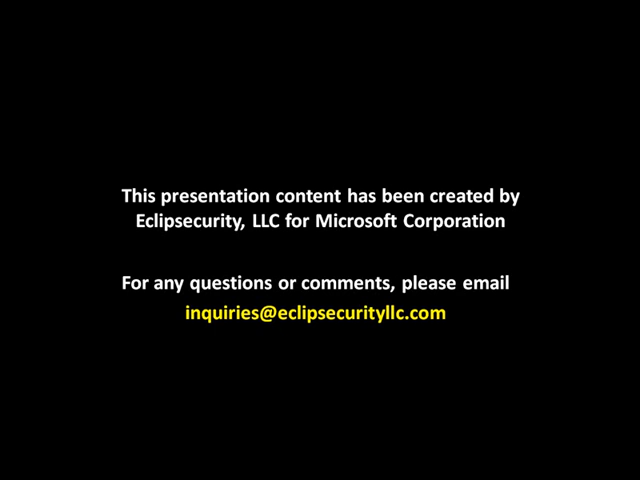 This presentation content has been created by
Eclipsecurity, LLC for Microsoft Corporation
For any questions or comments, please email
inquiries@eclipsecurityllc.com